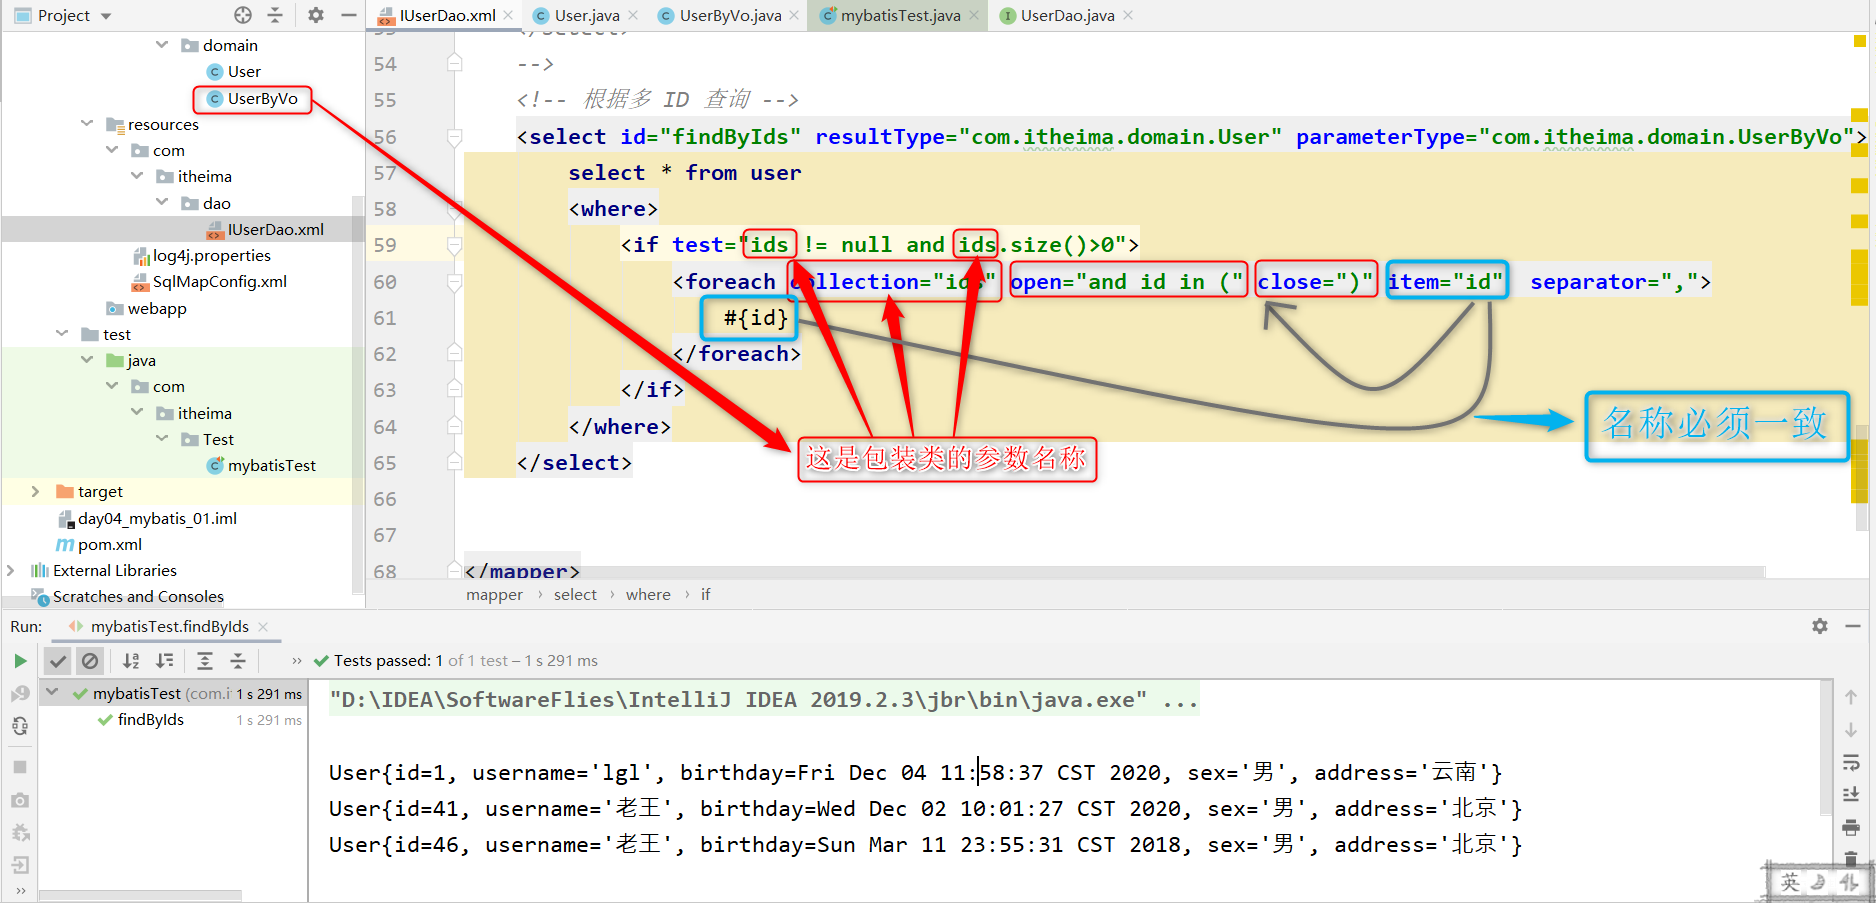 Project
IUserDao.xml
User.java
UserByVo.java
mybatisTest.java
UserDao.java
domain
User
UserByVo
resources
com
itheima
dao
IUserDao.xml
log4j.properties
SqlMapConfig.xml
webapp
test
java
com
itheima
Test
mybatisTest
target
day04_mybatis_01.iml
pom.xml
External Libraries
Scratches and Consoles
54 -->
55 <!-- 根据多 ID 查询 -->
56 <select id="findByIds" resultType="com.itheima.domain.User" parameterType="com.itheima.domain.UserByVo">
57 select * from user
58 <where>
59 <if test="ids != null and ids.size()>0">
60 <foreach collection="ids" open="and id in (" close=")" item="id" separator=",">
61 #{id}
62 </foreach>
63 </if>
64 </where>
65 </select>
66
67
68 </mapper>
名称必须一致
这是包装类的参数名称
mapper › select › where › if
Run: mybatisTest.findByIds
Tests passed: 1 of 1 test – 1 s 291 ms
mybatisTest (com.i 1 s 291 ms
findByIds 1 s 291 ms
"D:\IDEA\SoftwareFlies\IntelliJ IDEA 2019.2.3\jbr\bin\java.exe" ...
User{id=1, username='lgl', birthday=Fri Dec 04 11:58:37 CST 2020, sex='男', address='云南'}
User{id=41, username='老王', birthday=Wed Dec 02 10:01:27 CST 2020, sex='男', address='北京'}
User{id=46, username='老王', birthday=Sun Mar 11 23:55:31 CST 2018, sex='男', address='北京'}
英